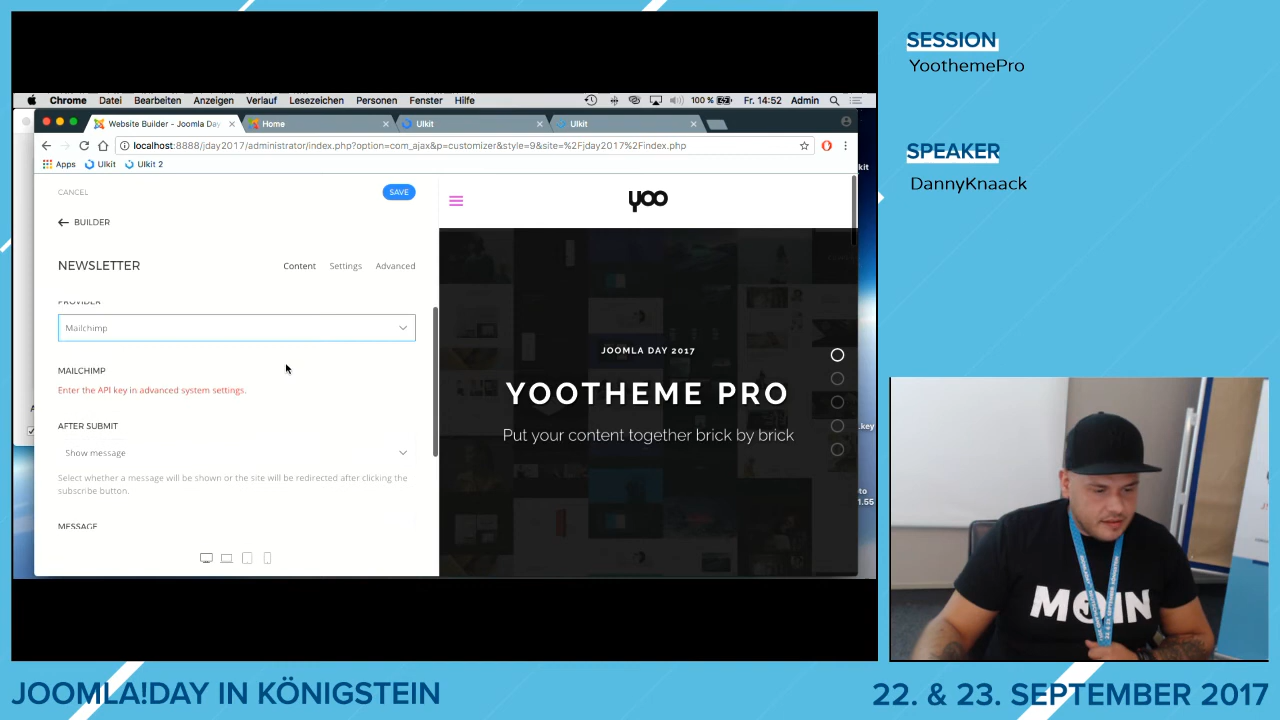 SESSION
YoothemePro
SPEAKER
DannyKnaack
Chrome Datei Bearbeiten Anzeigen Verlauf Lesezeichen Personen Fenster Hilfe 100 % Fr. 14:52 Admin
Website Builder - Joomla Day
Home
UIkit
UIkit
localhost:8888/jday2017/administrator/index.php?option=com_ajax&p=customizer&style=9&site=%2Fjday2017%2Findex.php
Apps UIkit UIkit 2
CANCEL
SAVE
BUILDER
NEWSLETTER
Content Settings Advanced
PROVIDER
Mailchimp
MAILCHIMP
Enter the API key in advanced system settings.
AFTER SUBMIT
Show message
Select whether a message will be shown or the site will be redirected after clicking the
subscribe button.
MESSAGE
yoo
JOOMLA DAY 2017
YOOTHEME PRO
Put your content together brick by brick
kit
.key
1.55
MOIN
JOOMLA!DAY IN KÖNIGSTEIN
22. & 23. SEPTEMBER 2017